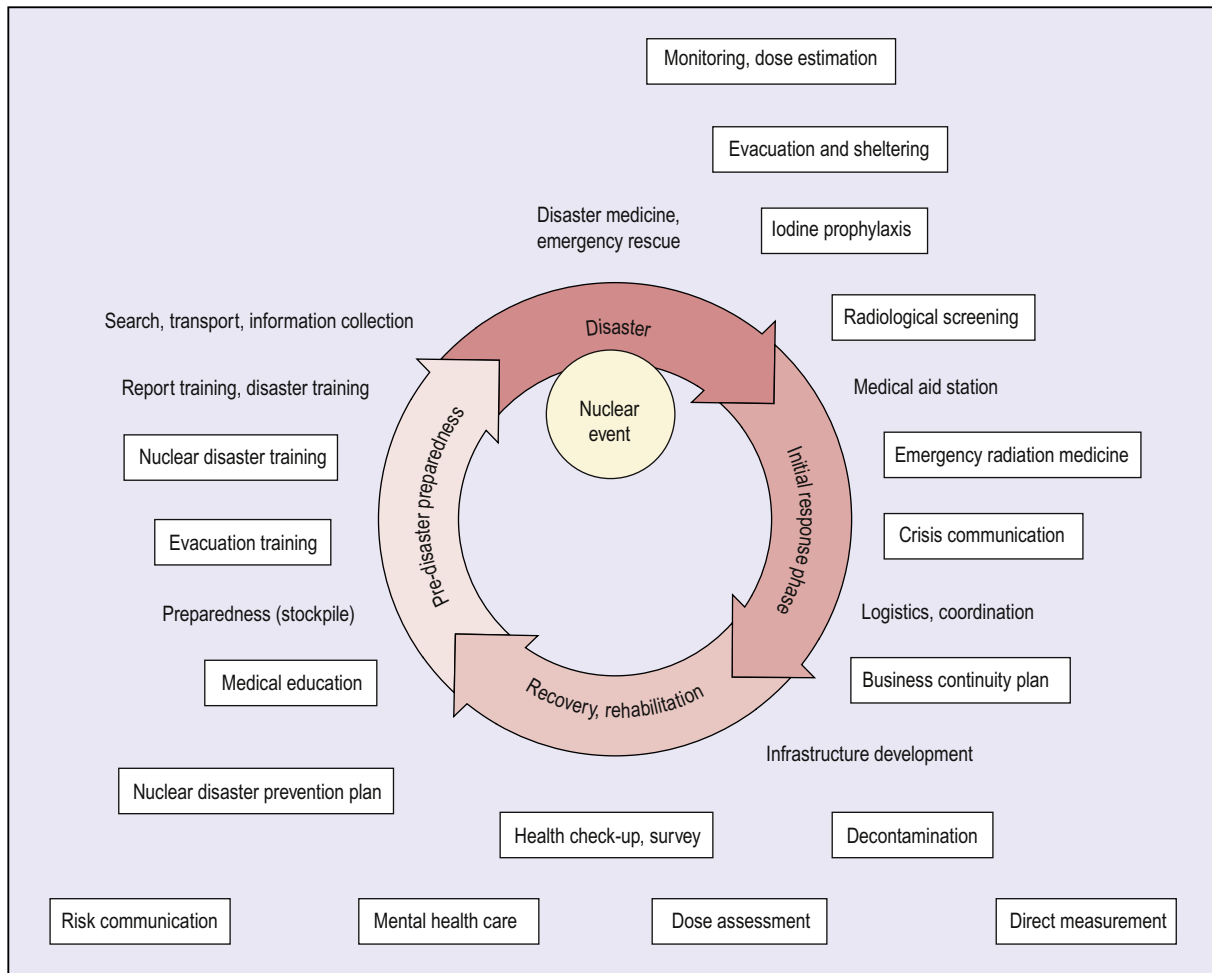 Monitoring, dose estimation
Evacuation and sheltering
Disaster medicine,
emergency rescue
Iodine prophylaxis
Search, transport, information collection
Disaster
Radiological screening
Report training, disaster training
Medical aid station
Nuclear
event
Nuclear disaster training
Pre-disaster preparedness
Initial response phase
Emergency radiation medicine
Evacuation training
Crisis communication
Preparedness (stockpile)
Logistics, coordination
Medical education
Recovery, rehabilitation
Business continuity plan
Infrastructure development
Nuclear disaster prevention plan
Health check-up, survey
Decontamination
Risk communication
Mental health care
Dose assessment
Direct measurement